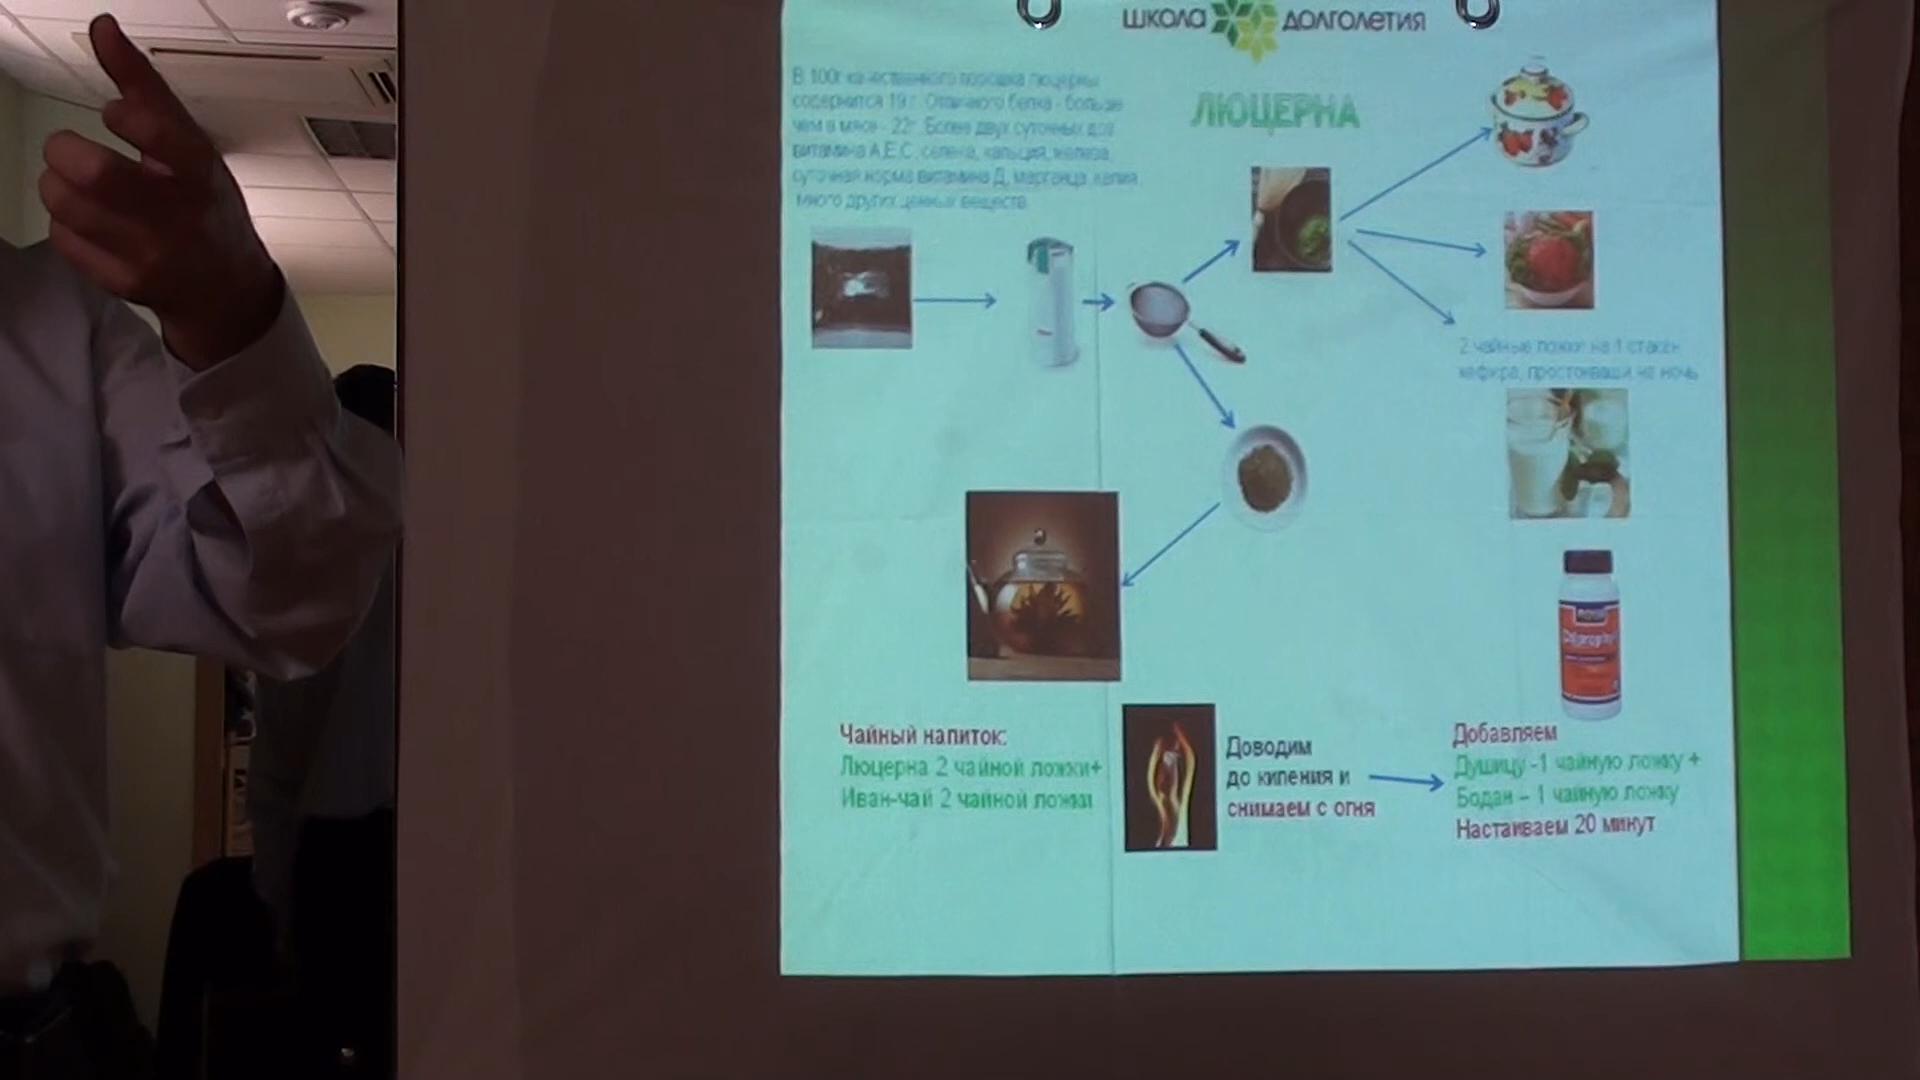 школа долголетия
В 100г качественного порошка люцерны
содержится 19 г. Отличного белка - больше
чем в мясе - 22г. Более двух суточных доз
витамина А,Е,С, селена, кальция, железа,
суточная норма витамина Д, марганца, калия,
много других ценных веществ.
ЛЮЦЕРНА
2 чайные ложки на 1 стакан
кефира, простокваши на ночь
NOW
Чайный напиток:
Люцерна 2 чайной ложки+
Иван-чай 2 чайной ложки
Доводим
до кипения и
снимаем с огня
Добавляем
Душицу -1 чайную ложку +
Бодан – 1 чайную ложку
Настаиваем 20 минут